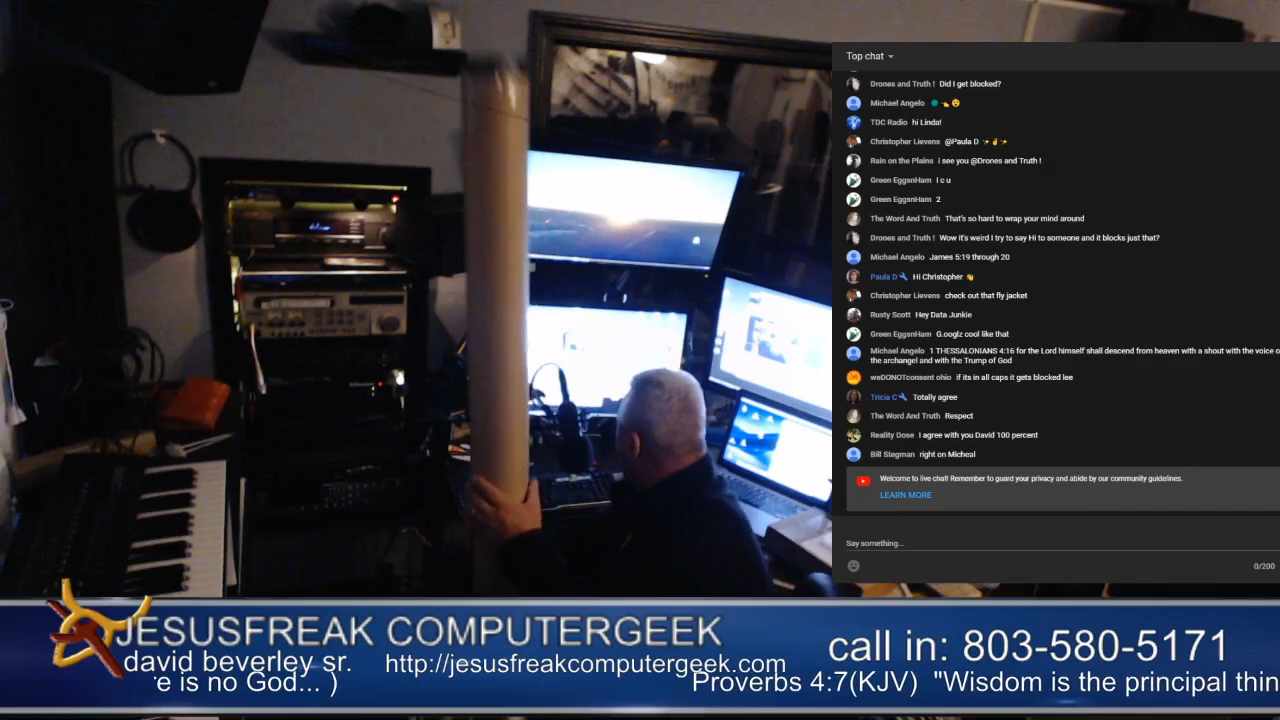 Top chat
Drones and Truth ! Did I get blocked?
Michael Angelo
TDC Radio hi Linda!
Christopher Lievens @Paula D
Rain on the Plains i see you @Drones and Truth !
Green EggsnHam I c u
Green EggsnHam 2
The Word And Truth That's so hard to wrap your mind around
Drones and Truth ! Wow it's weird I try to say Hi to someone and it blocks just that?
Michael Angelo James 5:19 through 20
Paula D Hi Christopher
Christopher Lievens check out that fly jacket
Rusty Scott Hey Data Junkie
Green EggsnHam G.ooglz cool like that
Michael Angelo 1 THESSALONIANS 4:16 for the Lord himself shall descend from heaven with a shout with the voice o
the archangel and with the Trump of God
weDONOTconsent ohio if its in all caps it gets blocked lee
Tricia C Totally agree
The Word And Truth Respect
Reality Dose I agree with you David 100 percent
Bill Stegman right on Micheal
Welcome to live chat! Remember to guard your privacy and abide by our community guidelines.
LEARN MORE
Say something...
0/200
JESUSFREAK COMPUTERGEEK
david beverley sr.
http://jesusfreakcomputergeek.com
call in: 803-580-5171
e is no God... )
Proverbs 4:7(KJV) "Wisdom is the principal thin